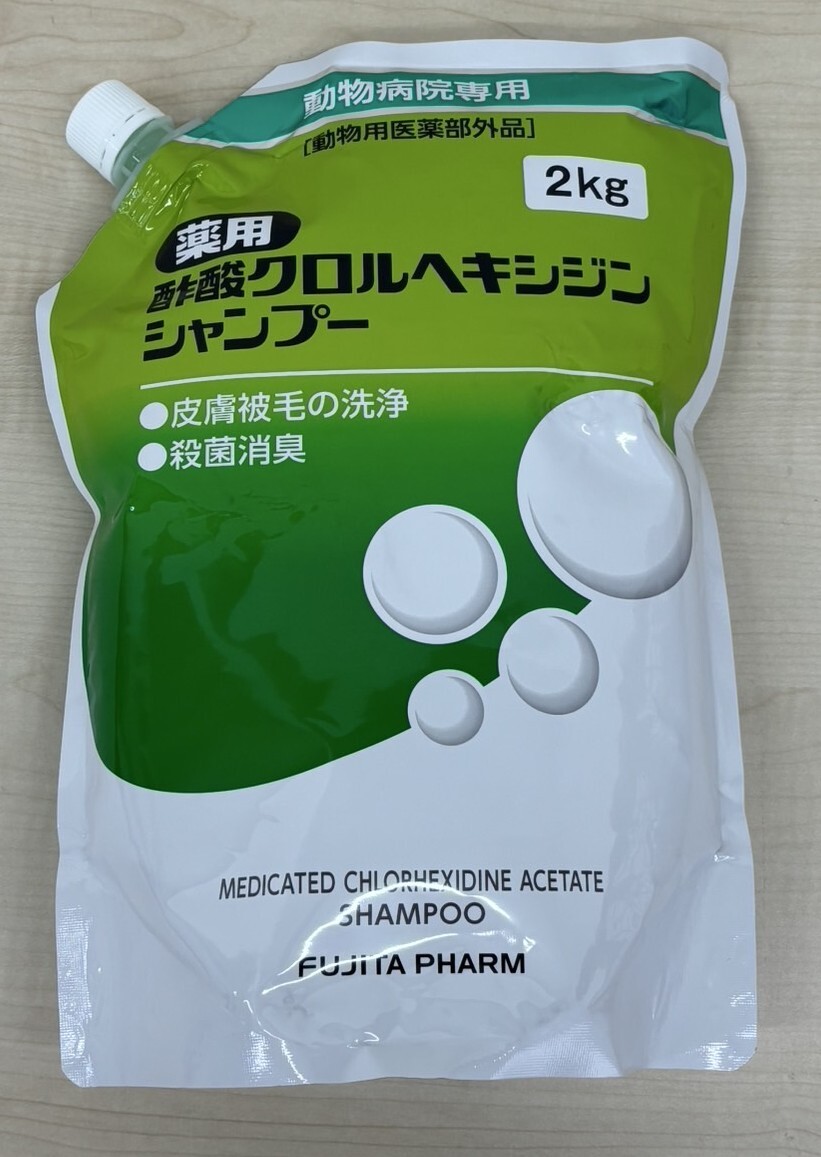 動物病院専用
[動物用医薬部外品]
2kg
薬用
酢酸クロルヘキシジン
シャンプー
●皮膚被毛の洗浄
●殺菌消臭
MEDICATED CHLORHEXIDINE ACETATE
SHAMPOO
FUJITA PHARM